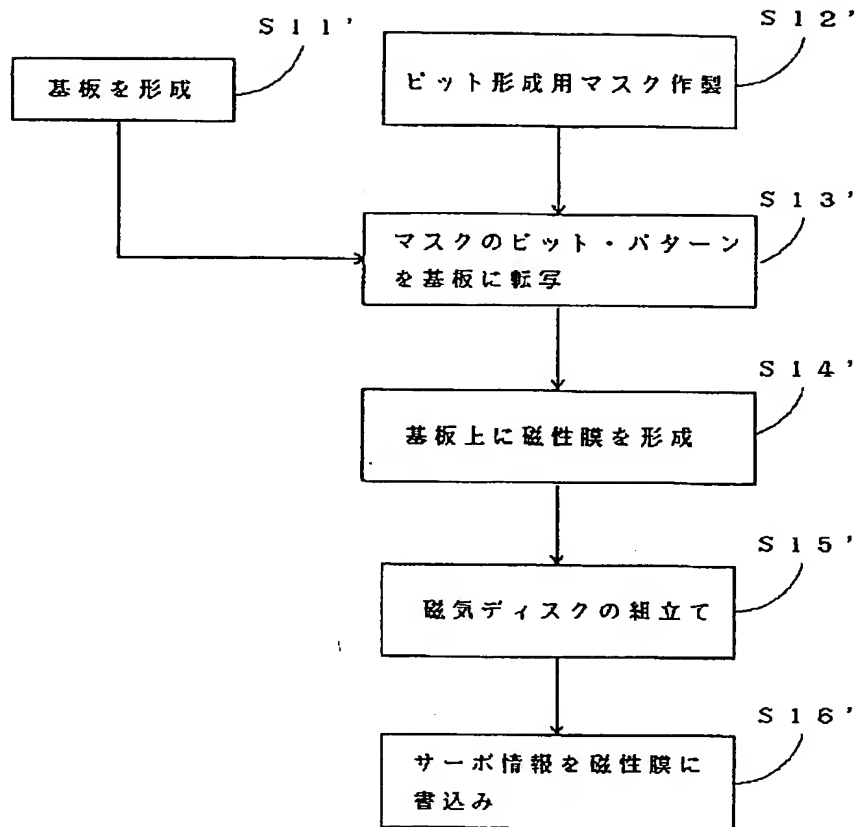 S11'
S12'
基板を形成
ピット形成用マスク作製
S13'
マスクのピット・パターン
を基板に転写
S14'
基板上に磁性膜を形成
S15'
磁気ディスクの組立て
S16'
サーボ情報を磁性膜に
書込み